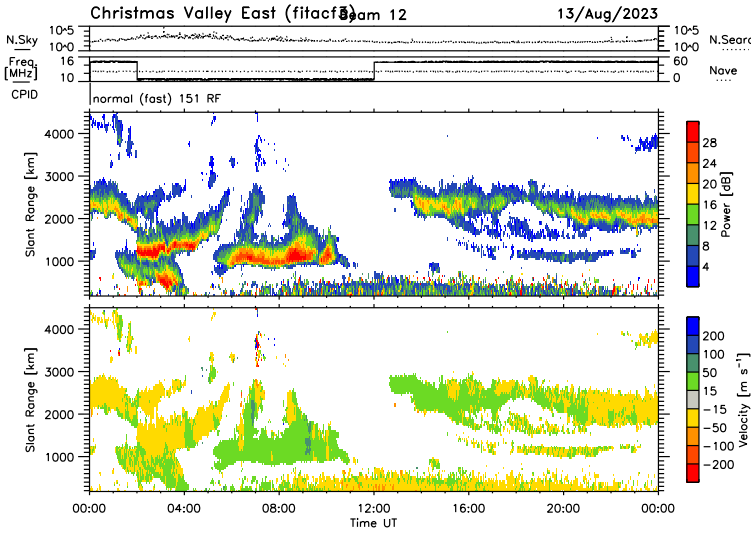 Christmas Valley East (fitacf3) Beam 12 13/Aug/2023
N.Sky 10^5 10^0 10^5 10^0 N.Searc
Freq. [MHz] 16 10 60 0 Nave
CPID normal (fast) 151 RF
Slant Range [km] 4000 3000 2000 1000
28 24 20 16 12 8 4 Power [dB]
Slant Range [km] 4000 3000 2000 1000
200 100 50 15 -15 -50 -100 -200 Velocity [m s⁻¹]
00:00 04:00 08:00 12:00 16:00 20:00 00:00
Time UT